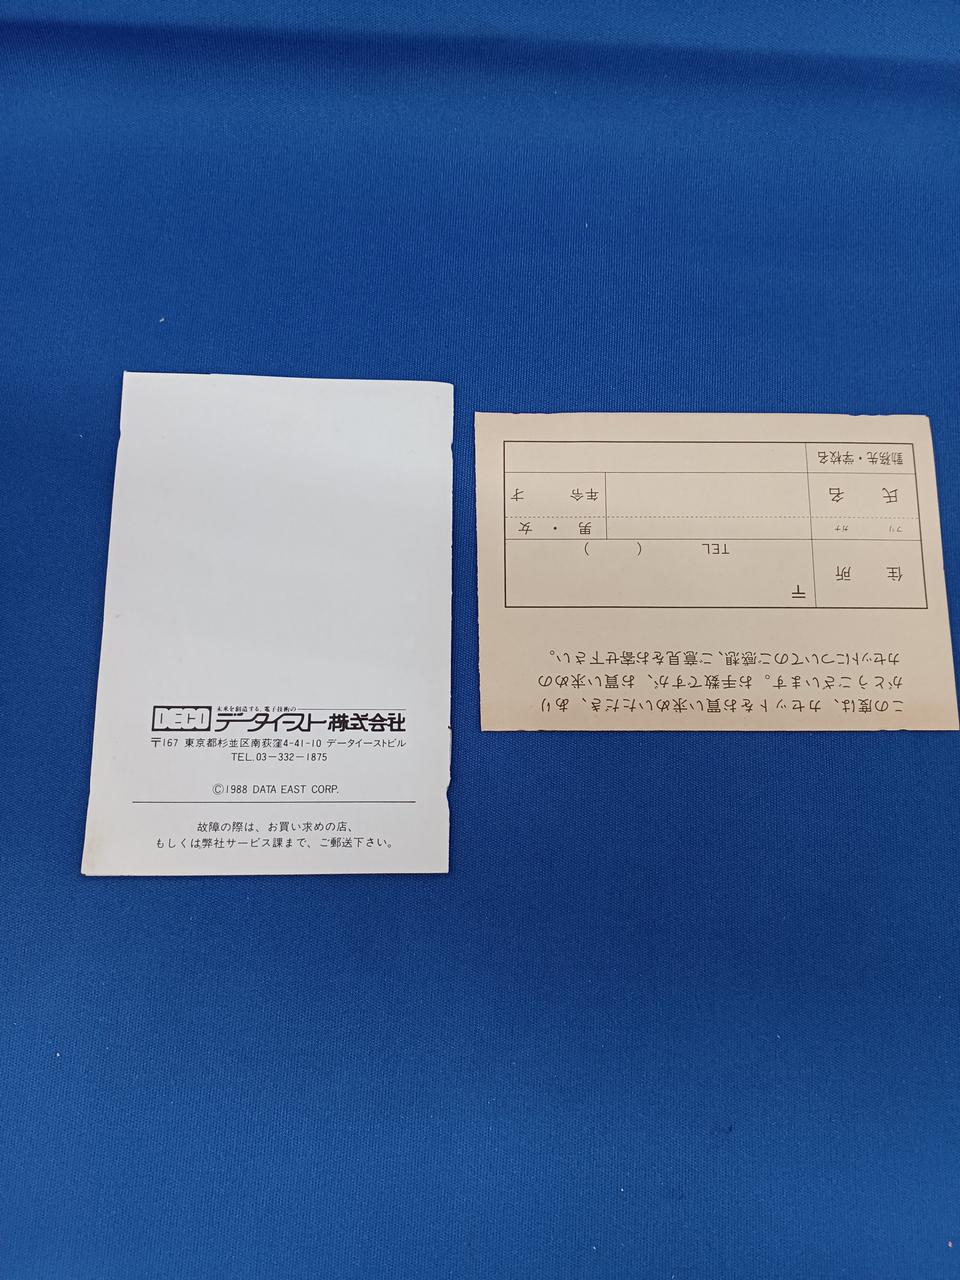 DECO 未来を創造する、電子技術の
データイースト株式会社
〒167 東京都杉並区南荻窪4-41-10 データイーストビル
TEL.03-332-1875
©1988 DATA EAST CORP.
故障の際は、お買い求めの店、
もしくは弊社サービス課まで、ご郵送下さい。
この度は、カセットをお買い求めいただき、あり
がとうございます。お手数ですが、お買い求めの
カセットについてのご感想、ご意見をお寄せ下さい。
住所 〒
TEL ( )
フリ ガナ 男・女
氏名 年令 才
勤務先・学校名